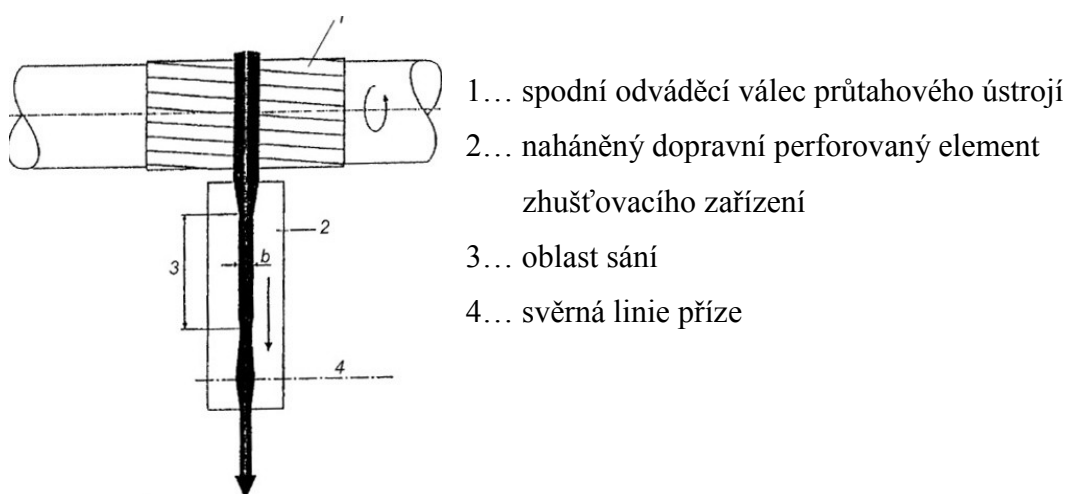 1
1… spodní odváděcí válec průtahového ústrojí
2… naháněný dopravní perforovaný element
zhušťovacího zařízení
3… oblast sání
4… svěrná linie příze
2
b
3
4